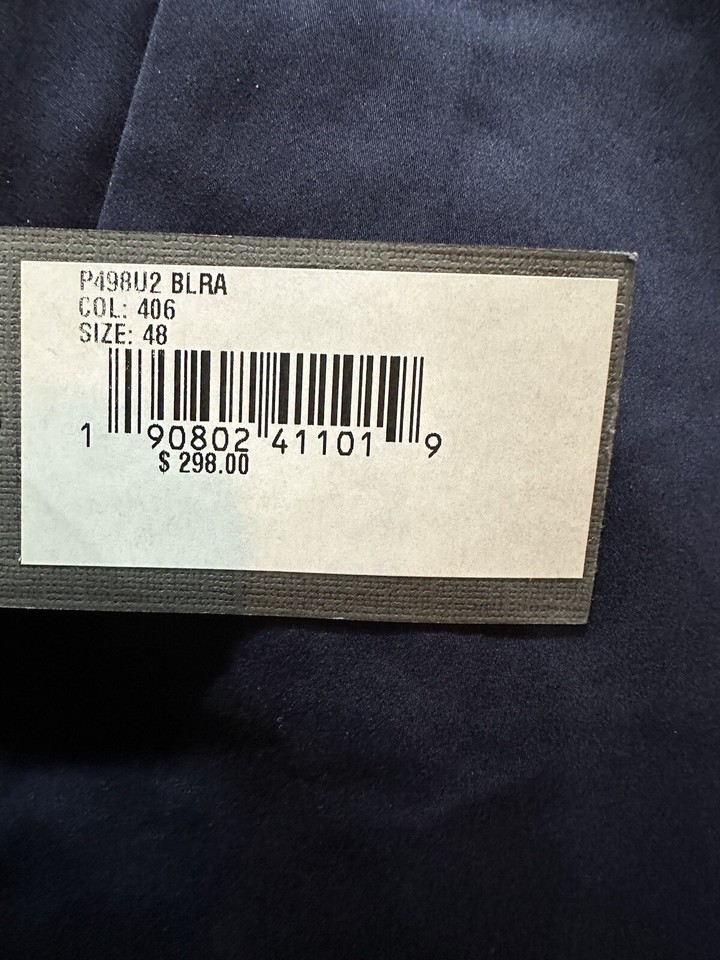 P498U2 BLRA
COL: 406
SIZE: 48
1 90802 41101 9
$ 298.00